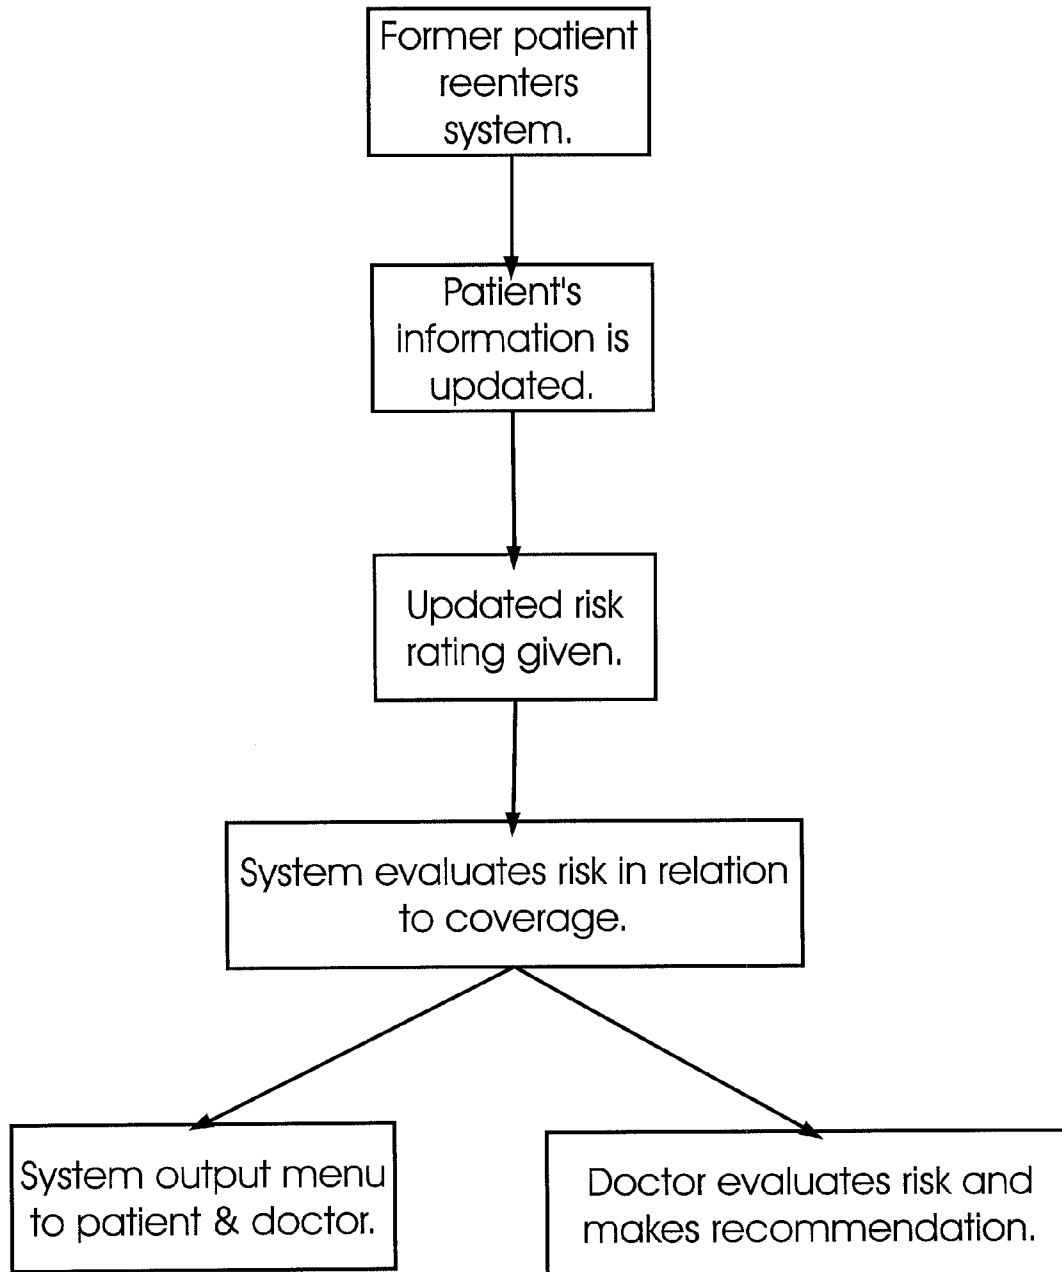 Former patient
reenters
system.
Patient's
information is
updated.
Updated risk
rating given.
System evaluates risk in relation
to coverage.
System output menu
to patient & doctor.
Doctor evaluates risk and
makes recommendation.